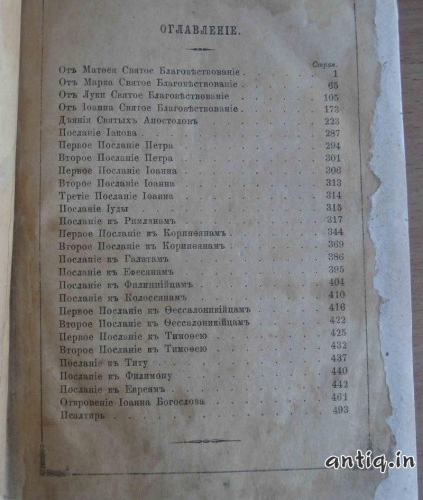 ОГЛАВЛЕНІЕ.
Стран.
Отъ Матѳея Святое Благовѣствованіе . 1
Отъ Марка Святое Благовѣствованіе . 65
Отъ Луки Святое Благовѣствованіе . 105
Отъ Іоанна Святое Благовѣствованіе . 173
Дѣянія Святыхъ Апостоловъ 223
Посланіе Іакова . 287
Первое Посланіе Петра 294
Второе Посланіе Петра 301
Первое Посланіе Іоанна 306
Второе Посланіе Іоанна 313
Третіе Посланіе Іоанна 314
Посланіе Іуды 315
Посланіе къ Римлянамъ 317
Первое Посланіе къ Коринѳянамъ . 344
Второе Посланіе къ Коринѳянамъ 369
Посланіе къ Галатамъ 386
Посланіе къ Ефесянамъ 395
Посланіе къ Филиппійцамъ 404
Посланіе къ Колоссянамъ 410
Первое Посланіе къ Ѳессалоникійцамъ 416
Второе Посланіе къ Ѳессалоникійцамъ 422
Первое Посланіе къ Тимоѳею 425
Второе Посланіе къ Тимоѳею 432
Посланіе къ Титу 437
Посланіе къ Филимону 440
Посланіе къ Евреямъ 442
Откровеніе Іоанна Богослова 461
Псалтирь 493
antiq.in